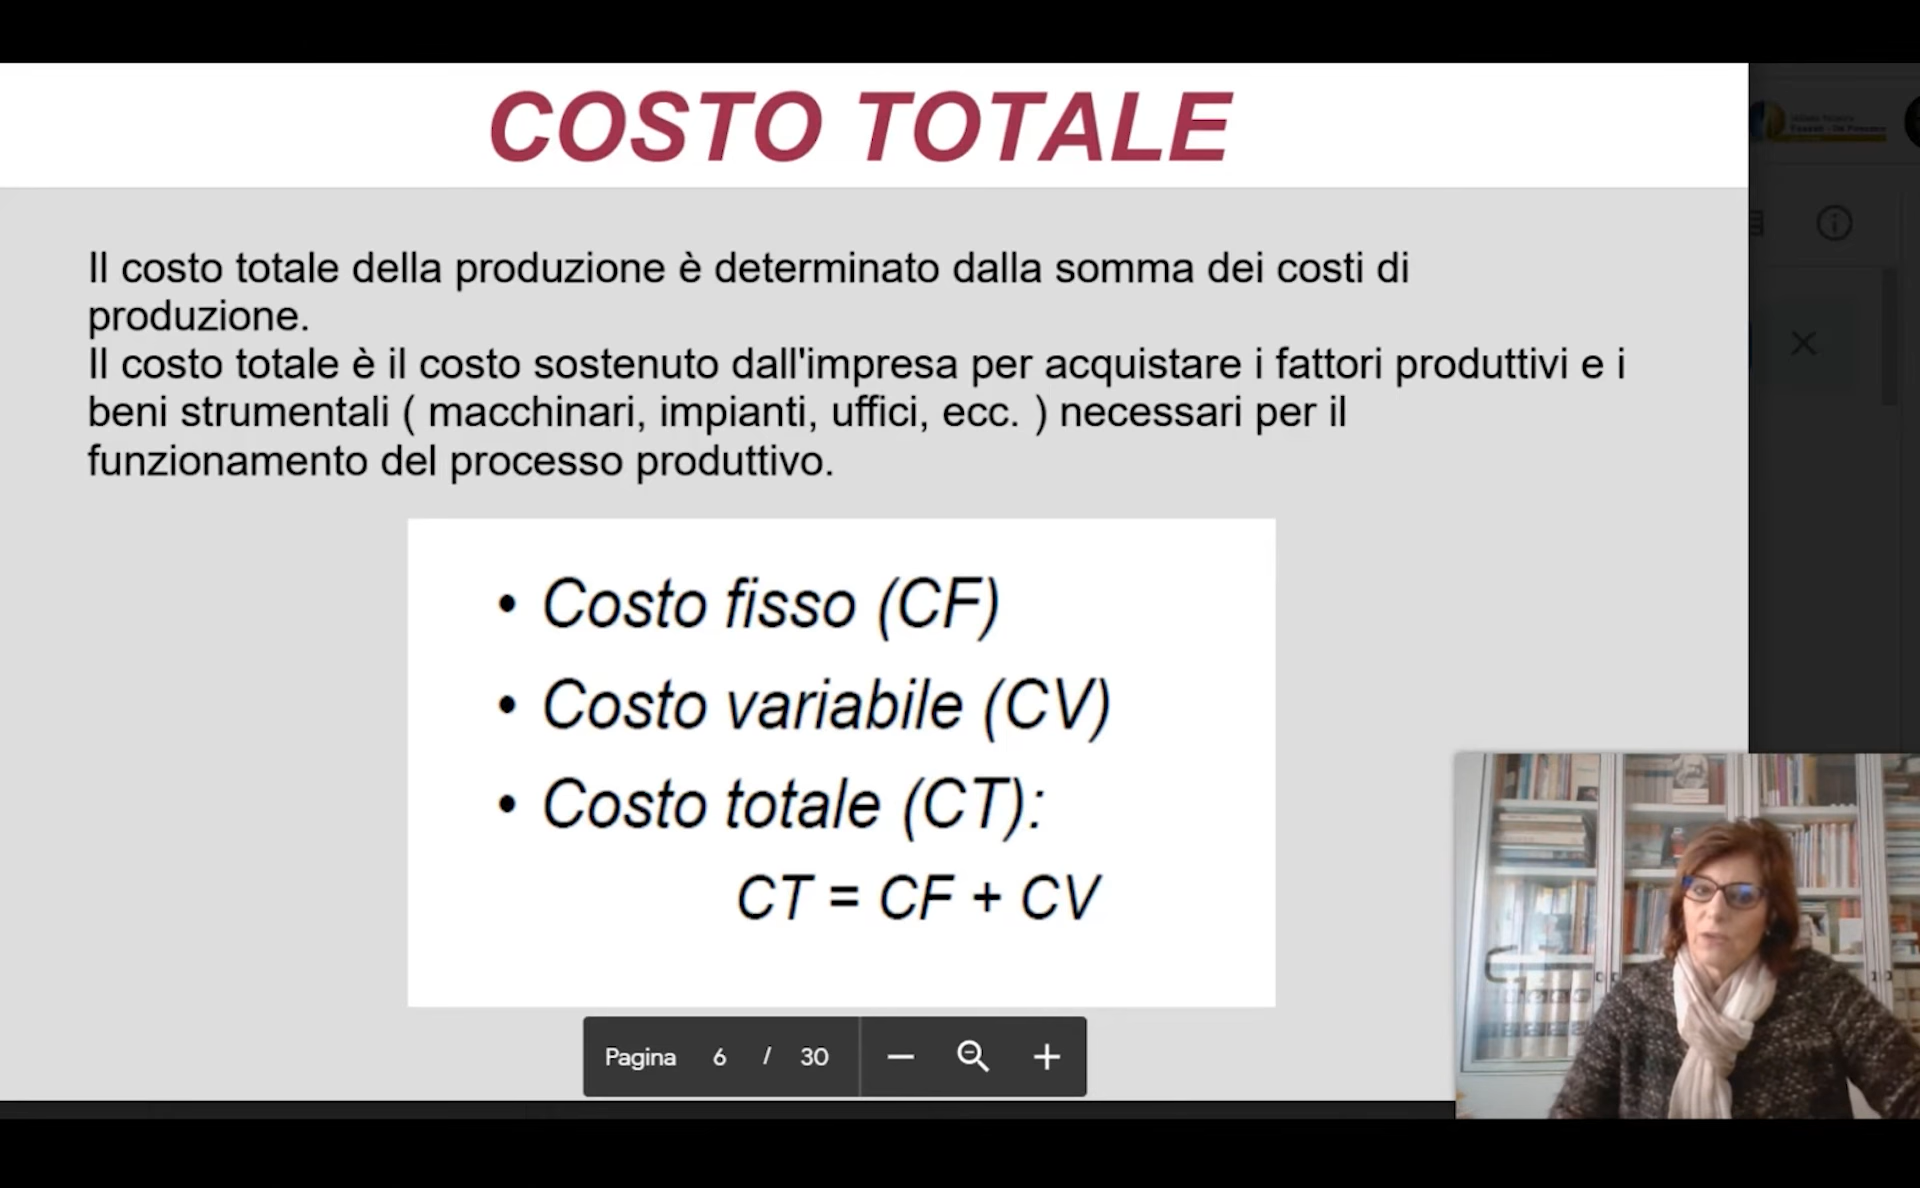 COSTO TOTALE
Il costo totale della produzione è determinato dalla somma dei costi di
produzione.
Il costo totale è il costo sostenuto dall'impresa per acquistare i fattori produttivi e i
beni strumentali ( macchinari, impianti, uffici, ecc. ) necessari per il
funzionamento del processo produttivo.
• Costo fisso (CF)
• Costo variabile (CV)
• Costo totale (CT):
CT = CF + CV
Pagina 6 / 30